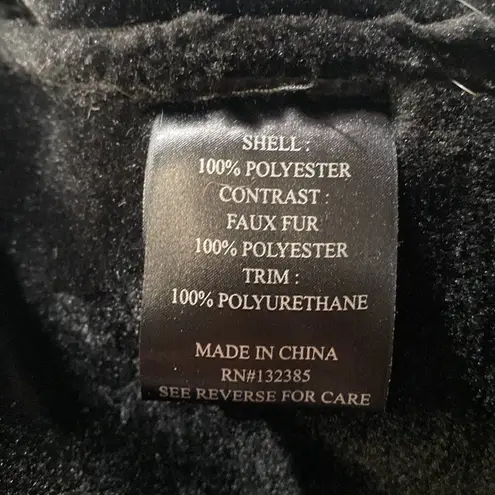 SHELL :
100% POLYESTER
CONTRAST :
FAUX FUR
100% POLYESTER
TRIM :
100% POLYURETHANE
MADE IN CHINA
RN#132385
SEE REVERSE FOR CARE